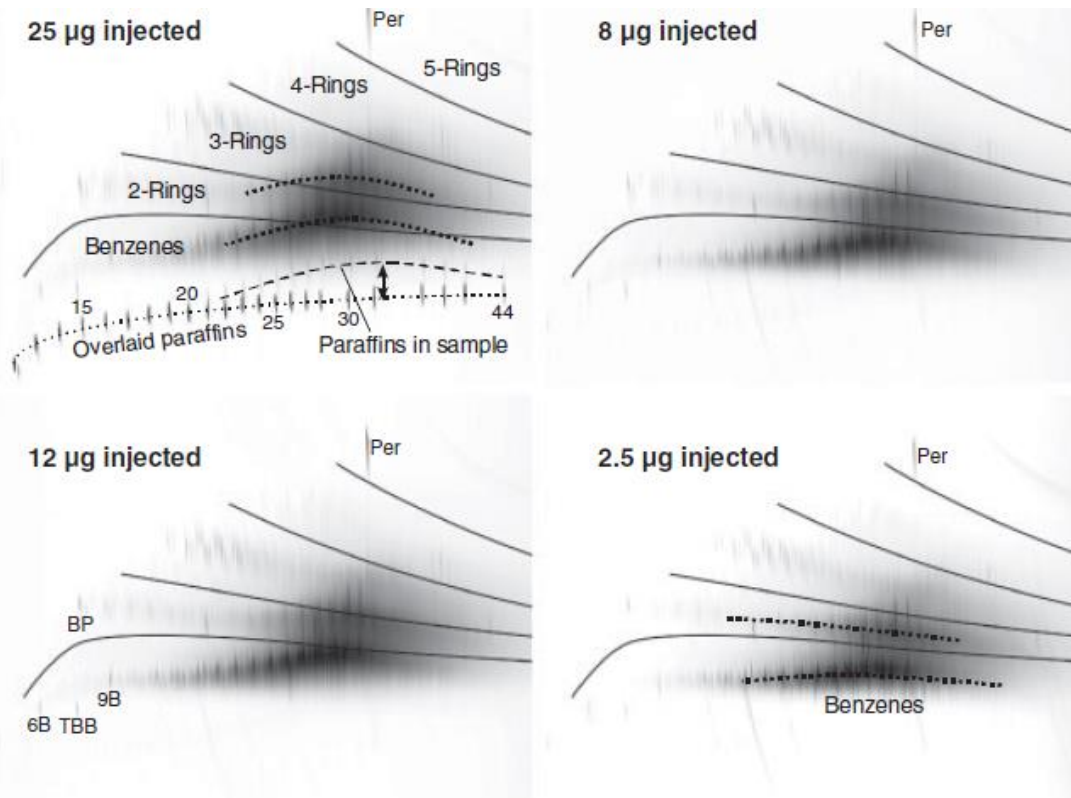 25 µg injected
Per
5-Rings
4-Rings
3-Rings
2-Rings
Benzenes
15
20
25
30
44
Overlaid paraffins
Paraffins in sample
8 µg injected
Per
12 µg injected
Per
BP
9B
6B TBB
2.5 µg injected
Per
Benzenes